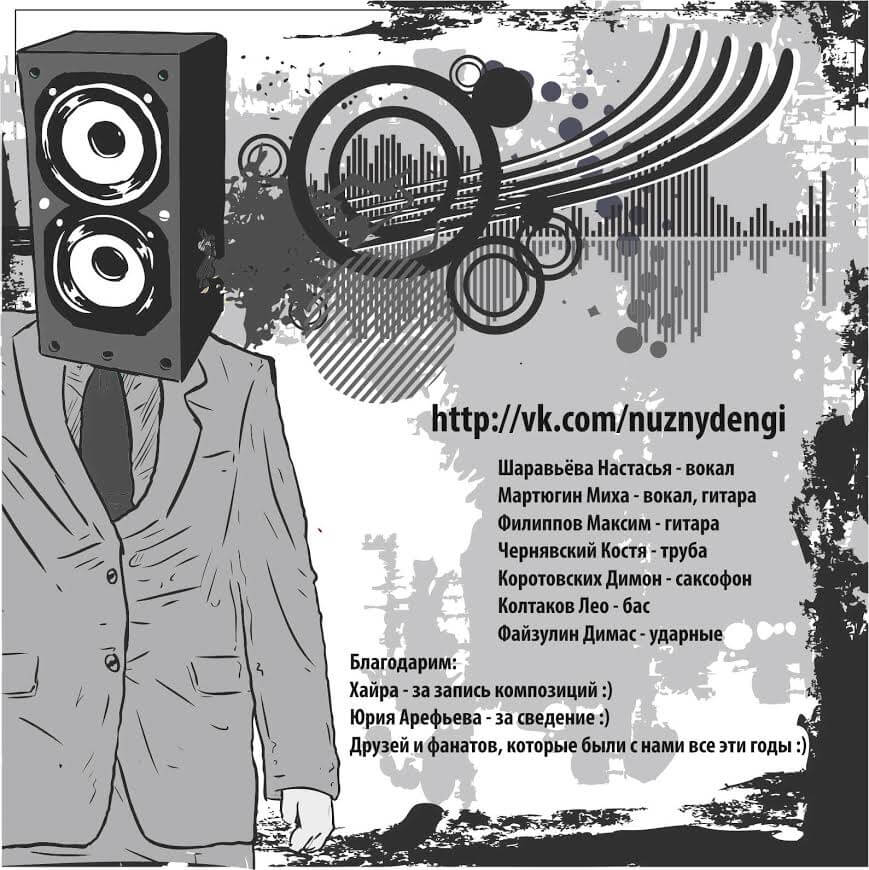 http://vk.com/nuznydengi
Шаравьёва Настасья - вокал
Мартюгин Миха - вокал, гитара
Филиппов Максим - гитара
Чернявский Костя - труба
Коротовских Димон - саксофон
Колтаков Лео - бас
Файзулин Димас - ударные
Благодарим:
Хайра - за запись композиций :)
Юрия Арефьева - за сведение :)
Друзей и фанатов, которые были с нами все эти годы :)